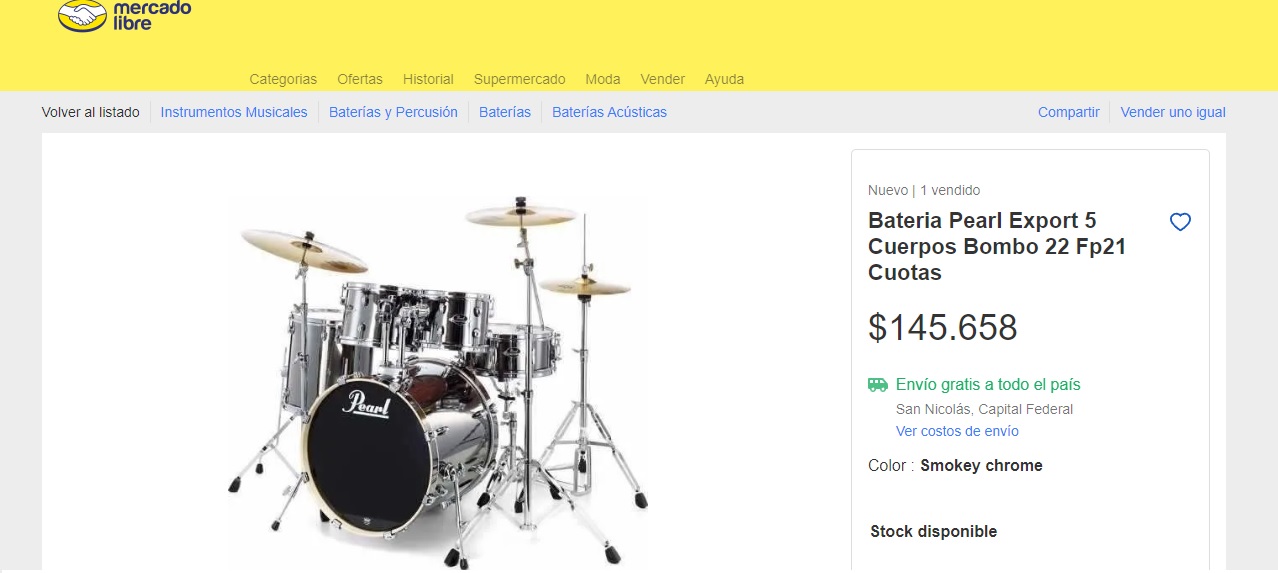 mercado
libre
Categorias Ofertas Historial Supermercado Moda Vender Ayuda
Volver al listado Instrumentos Musicales Baterías y Percusión Baterías Baterías Acústicas Compartir Vender uno igual
Nuevo | 1 vendido
Bateria Pearl Export 5
Cuerpos Bombo 22 Fp21
Cuotas
$145.658
Envío gratis a todo el país
San Nicolás, Capital Federal
Ver costos de envío
Color : Smokey chrome
Stock disponible
Pearl